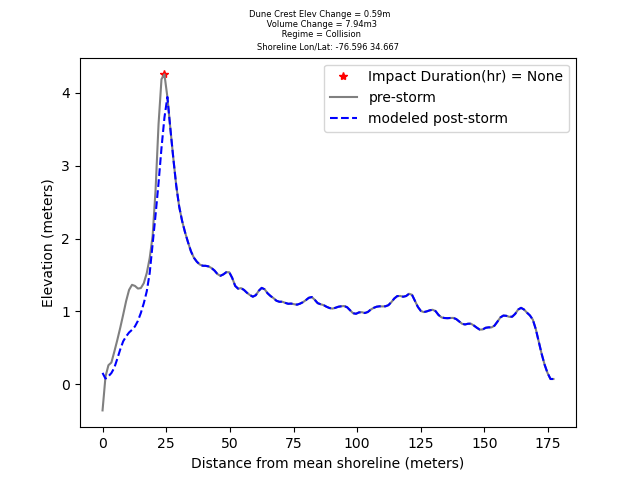 Dune Crest Elev Change = 0.59m
Volume Change = 7.94m3
Regime = Collision
Shoreline Lon/Lat: -76.596 34.667
Impact Duration(hr) = None
pre-storm
modeled post-storm
Elevation (meters)
4
3
2
1
0
0 25 50 75 100 125 150 175
Distance from mean shoreline (meters)